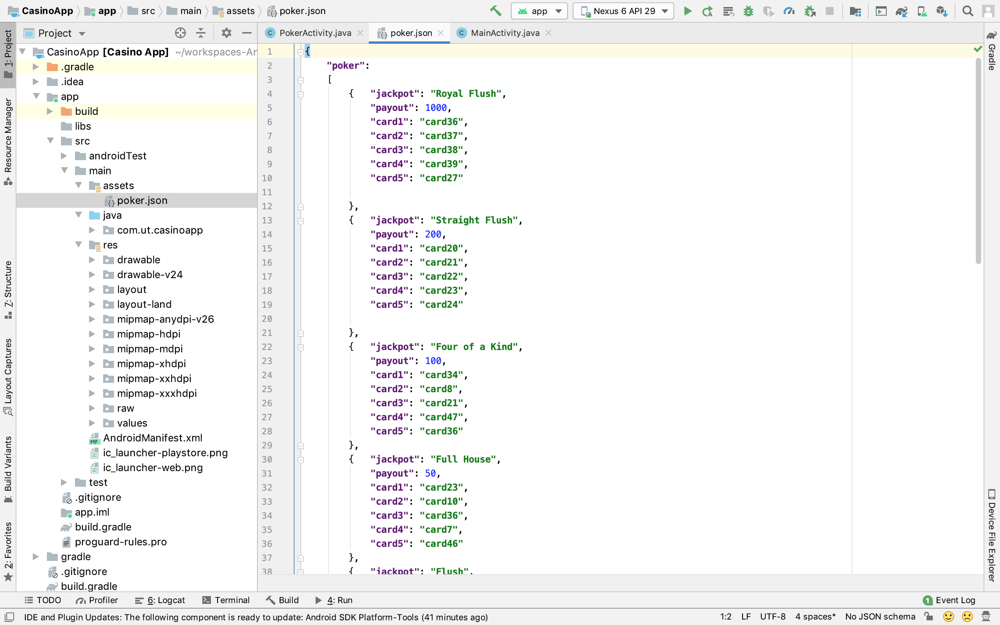 CasinoApp app src main assets poker.json app Nexus 6 API 29
Project
PokerActivity.java poker.json MainActivity.java
1: Project
Resource Manager
7: Structure
Layout Captures
Build Variants
2: Favorites
CasinoApp [Casino App] ~/workspaces-Ar
.gradle
.idea
app
build
libs
src
androidTest
main
assets
poker.json
java
com.ut.casinoapp
res
drawable
drawable-v24
layout
layout-land
mipmap-anydpi-v26
mipmap-hdpi
mipmap-mdpi
mipmap-xhdpi
mipmap-xxhdpi
mipmap-xxxhdpi
raw
values
AndroidManifest.xml
ic_launcher-playstore.png
ic_launcher-web.png
test
.gitignore
app.iml
build.gradle
proguard-rules.pro
gradle
.gitignore
build.gradle
1 {
2 "poker":
3 [
4 { "jackpot": "Royal Flush",
5 "payout": 1000,
6 "card1": "card36",
7 "card2": "card37",
8 "card3": "card38",
9 "card4": "card39",
10 "card5": "card27"
11
12 },
13 { "jackpot": "Straight Flush",
14 "payout": 200,
15 "card1": "card20",
16 "card2": "card21",
17 "card3": "card22",
18 "card4": "card23",
19 "card5": "card24"
20
21 },
22 { "jackpot": "Four of a Kind",
23 "payout": 100,
24 "card1": "card34",
25 "card2": "card8",
26 "card3": "card21",
27 "card4": "card47",
28 "card5": "card36"
29 },
30 { "jackpot": "Full House",
31 "payout": 50,
32 "card1": "card23",
33 "card2": "card10",
34 "card3": "card36",
35 "card4": "card7",
36 "card5": "card46"
37 },
38 { "jackpot": "Flush",
Gradle
Device File Explorer
TODO Profiler 6: Logcat Terminal Build 4: Run 1 Event Log
IDE and Plugin Updates: The following component is ready to update: Android SDK Platform-Tools (41 minutes ago) 1:2 LF UTF-8 4 spaces* No JSON schema